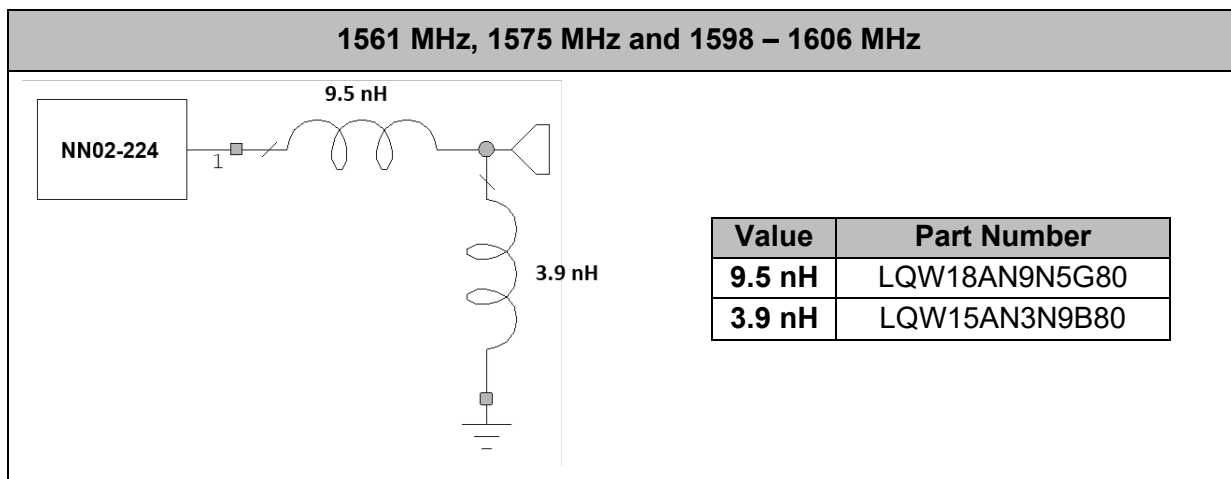 1561 MHz, 1575 MHz and 1598 – 1606 MHz
9.5 nH
NN02-224
1
3.9 nH
Value Part Number
9.5 nH LQW18AN9N5G80
3.9 nH LQW15AN3N9B80